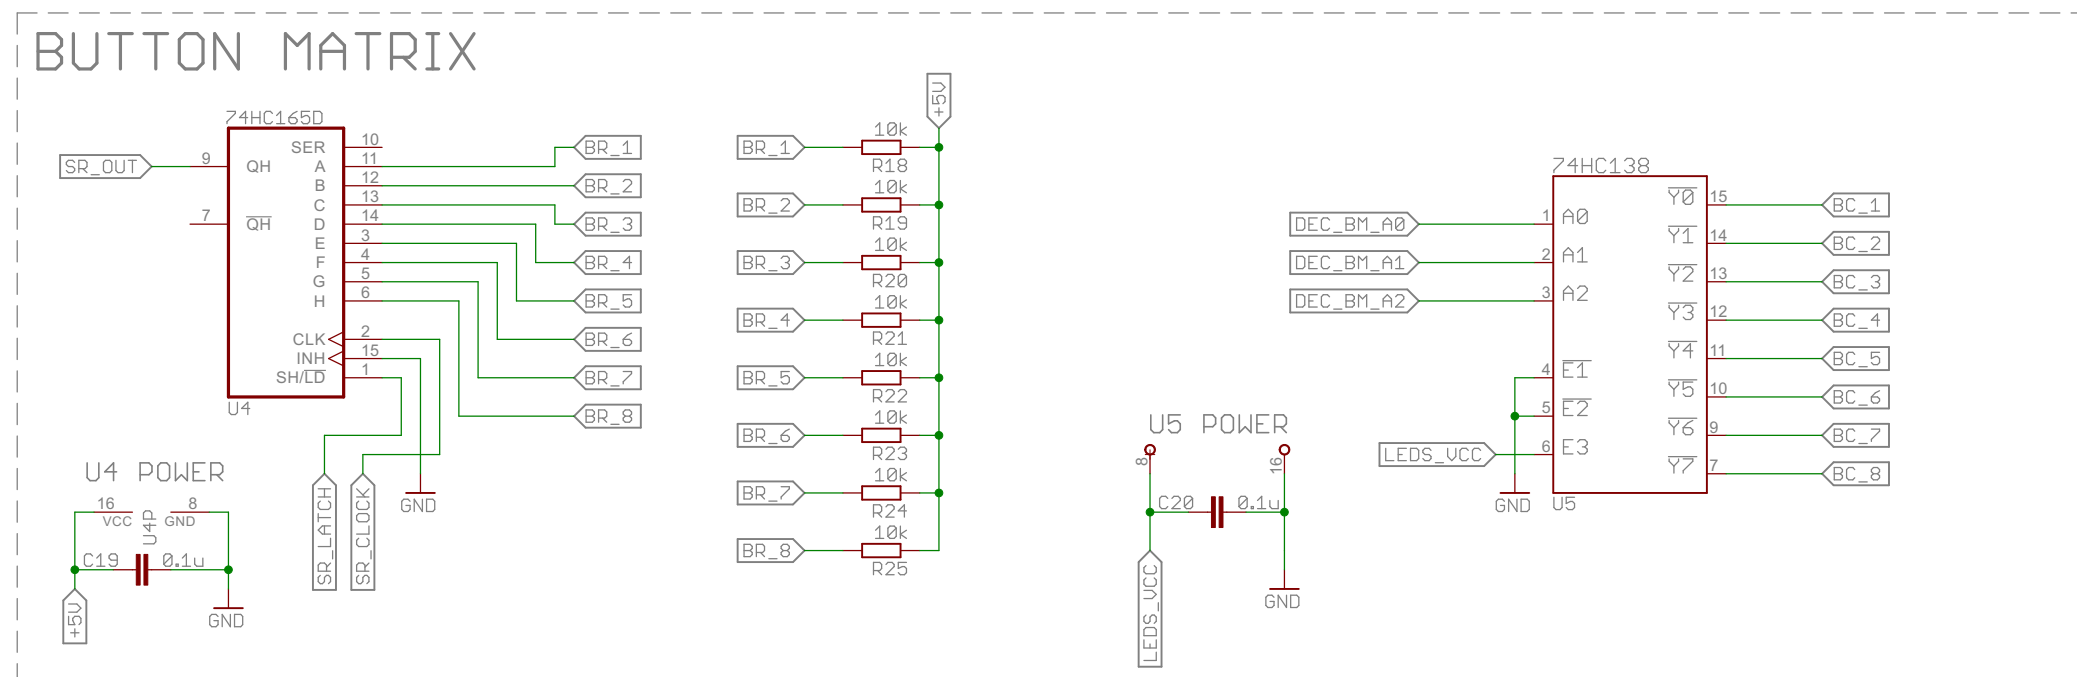 BUTTON MATRIX
74HC165D
SR_OUT
9
QH
7
QH
SER
10
A
11
B
12
C
13
D
14
E
3
F
4
G
5
H
6
CLK
2
INH
15
SH/LD
1
U4
BR_1
BR_2
BR_3
BR_4
BR_5
BR_6
BR_7
BR_8
SR_LATCH
SR_CLOCK
GND
U4 POWER
16
VCC
U4P
8
GND
C19
0.1u
+5V
GND
+5V
BR_1
10k
R18
BR_2
10k
R19
BR_3
10k
R20
BR_4
10k
R21
BR_5
10k
R22
BR_6
10k
R23
BR_7
10k
R24
BR_8
10k
R25
U5 POWER
8
16
C20
0.1u
LEDS_VCC
GND
74HC138
DEC_BM_A0
1
A0
DEC_BM_A1
2
A1
DEC_BM_A2
3
A2
4
E1
5
E2
LEDS_VCC
6
E3
GND
U5
Y0
15
BC_1
Y1
14
BC_2
Y2
13
BC_3
Y3
12
BC_4
Y4
11
BC_5
Y5
10
BC_6
Y6
9
BC_7
Y7
7
BC_8